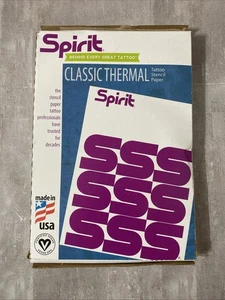 Spirit
BEHIND EVERY GREAT TATTOO
CLASSIC THERMAL
Tattoo
Stencil
Paper
the
stencil
paper
tattoo
professionals
have
trusted
for
decades
Spirit
made in
usa